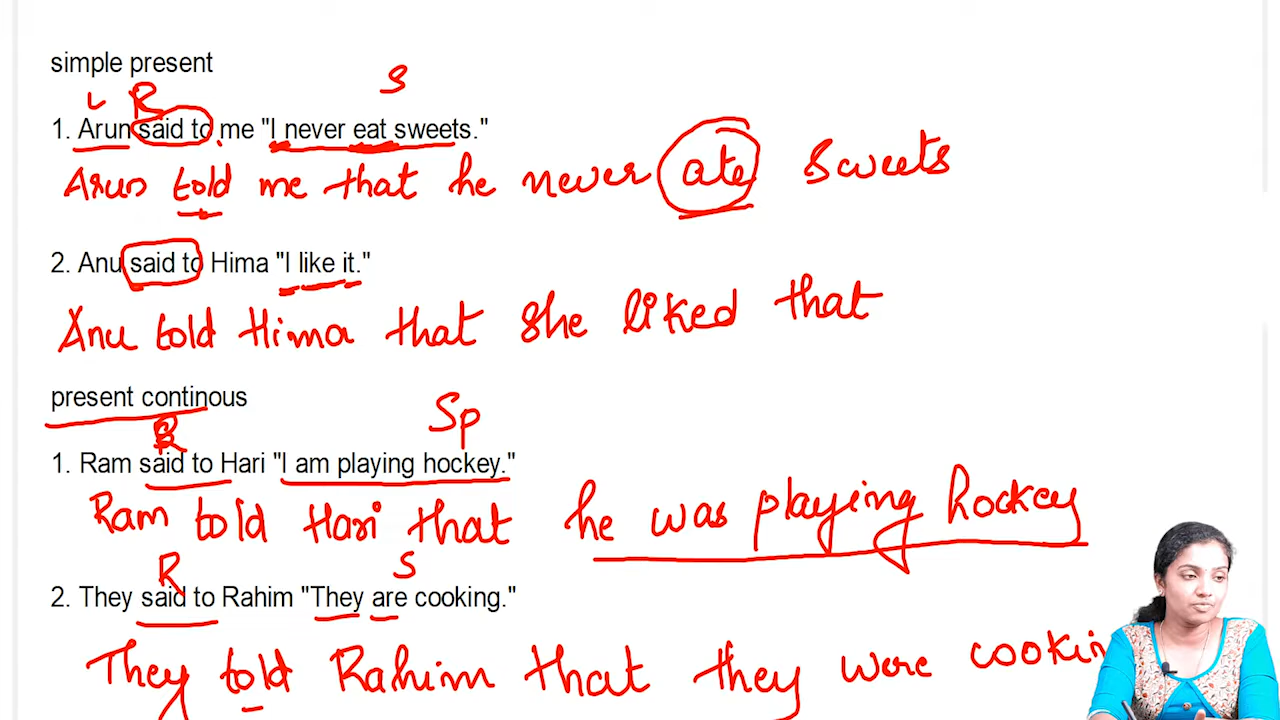 simple present
L R S
1. Arun said to me "I never eat sweets."
Arun told me that he never ate sweets
2. Anu said to Hima "I like it."
Anu told Hima that she liked that
present continous
R Sp
1. Ram said to Hari "I am playing hockey."
Ram told Hari that he was playing hockey
R S
2. They said to Rahim "They are cooking."
They told Rahim that they were cookin